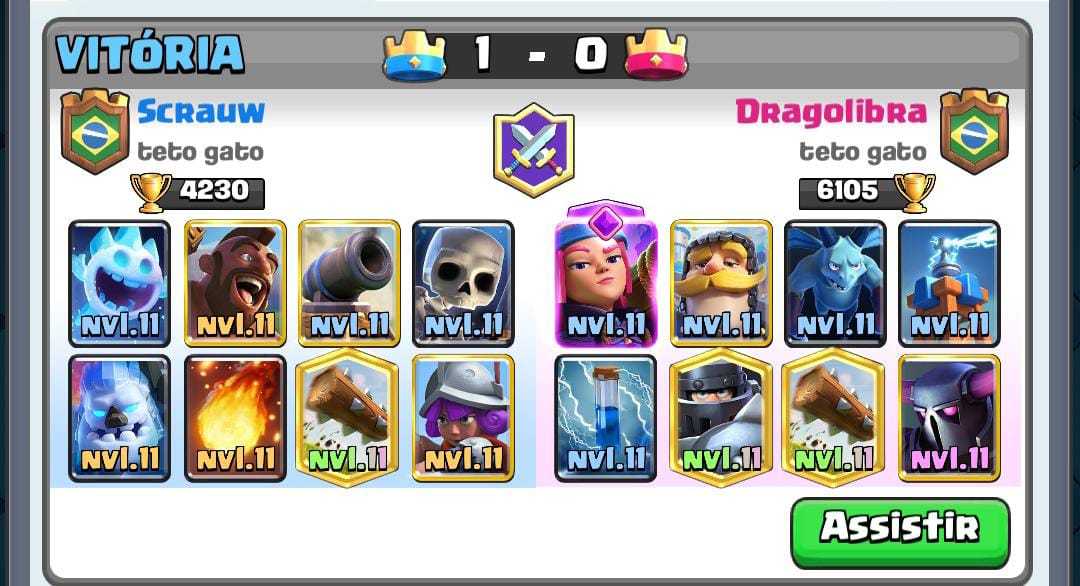 VITÓRIA 1 - 0
Scrauw Dragolibra
teto gato teto gato
4230 6105
nvl.11 nvl.11 nvl.11 nvl.11 nvl.11 nvl.11 nvl.11 nvl.11
nvl.11 nvl.11 nvl.11 nvl.11 nvl.11 nvl.11 nvl.11 nvl.11
Assistir